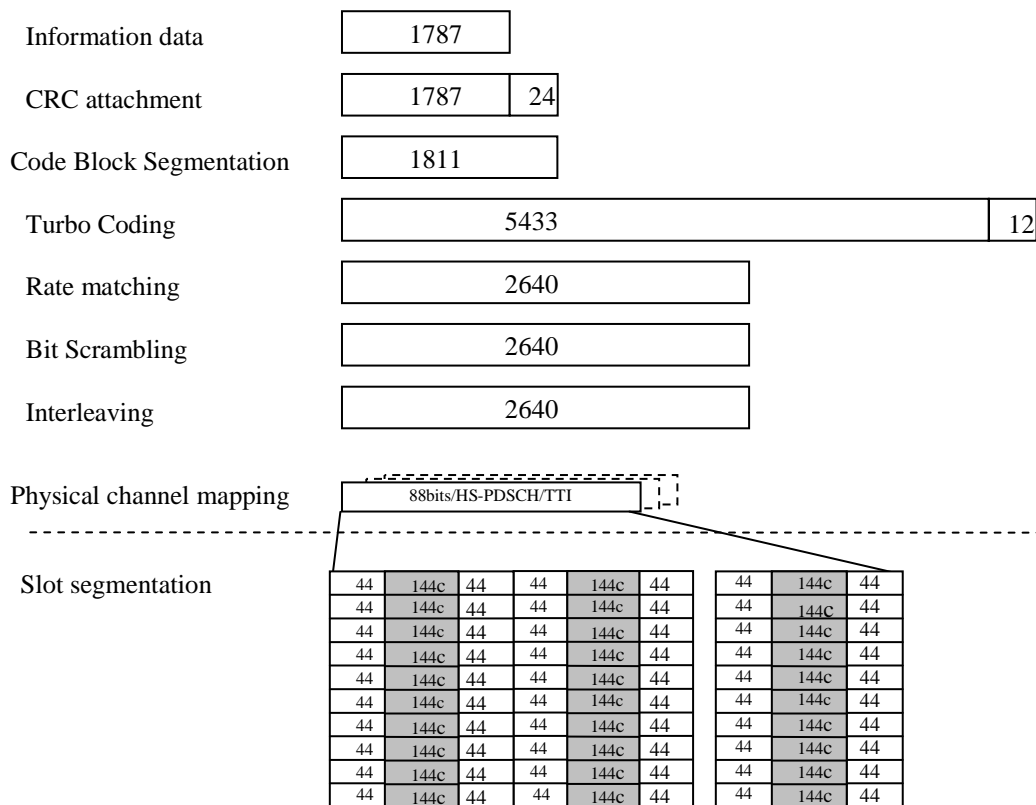 Information data 1787
CRC attachment 1787 24
Code Block Segmentation 1811
Turbo Coding 5433 12
Rate matching 2640
Bit Scrambling 2640
Interleaving 2640
Physical channel mapping 88bits/HS-PDSCH/TTI
Slot segmentation
44 144c 44 44 144c 44 44 144c 44
44 144c 44 44 144c 44 44 144c 44
44 144c 44 44 144c 44 44 144c 44
44 144c 44 44 144c 44 44 144c 44
44 144c 44 44 144c 44 44 144c 44
44 144c 44 44 144c 44 44 144c 44
44 144c 44 44 144c 44 44 144c 44
44 144c 44 44 144c 44 44 144c 44
44 144c 44 44 144c 44 44 144c 44
44 144c 44 44 144c 44 44 144c 44